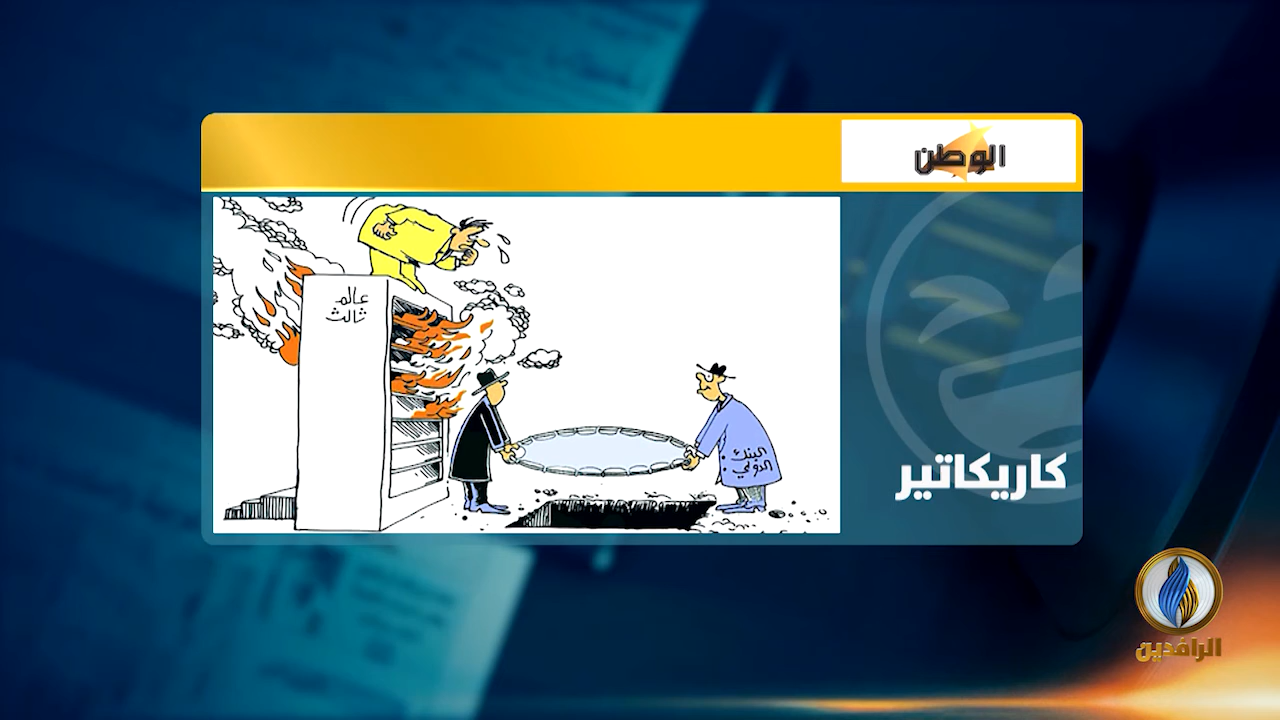 الوطن
عالم
ثالث
البنك
الدولي
كاريكاتير
الرافدين